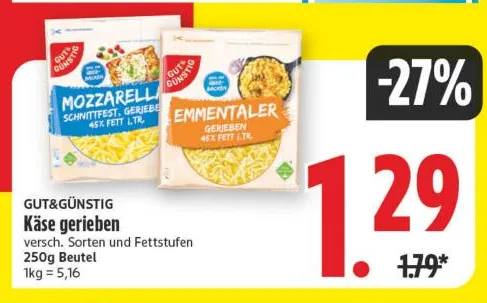 GUT& GÜNSTIG
MOZZARELLA
SCHNITTFEST, GERIEBE
45% FETT i.TR.
GUT& GÜNSTIG
EMMENTALER
GERIEBEN
45% FETT i.TR.
-27%
GUT&GÜNSTIG
Käse gerieben
versch. Sorten und Fettstufen
250g Beutel
1kg = 5,16
1.29
1.79*